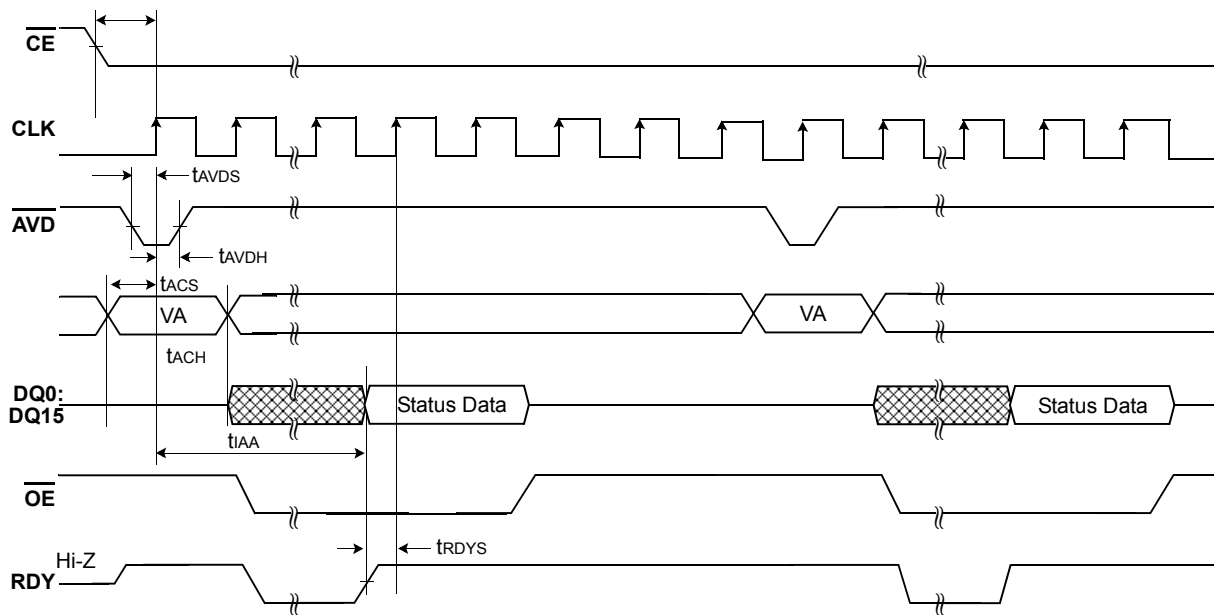 CE
CLK
tAVDS
AVD
tAVDH
tACS
VA
VA
tACH
DQ0:
DQ15
Status Data
Status Data
tIAA
OE
tRDYS
Hi-Z
RDY